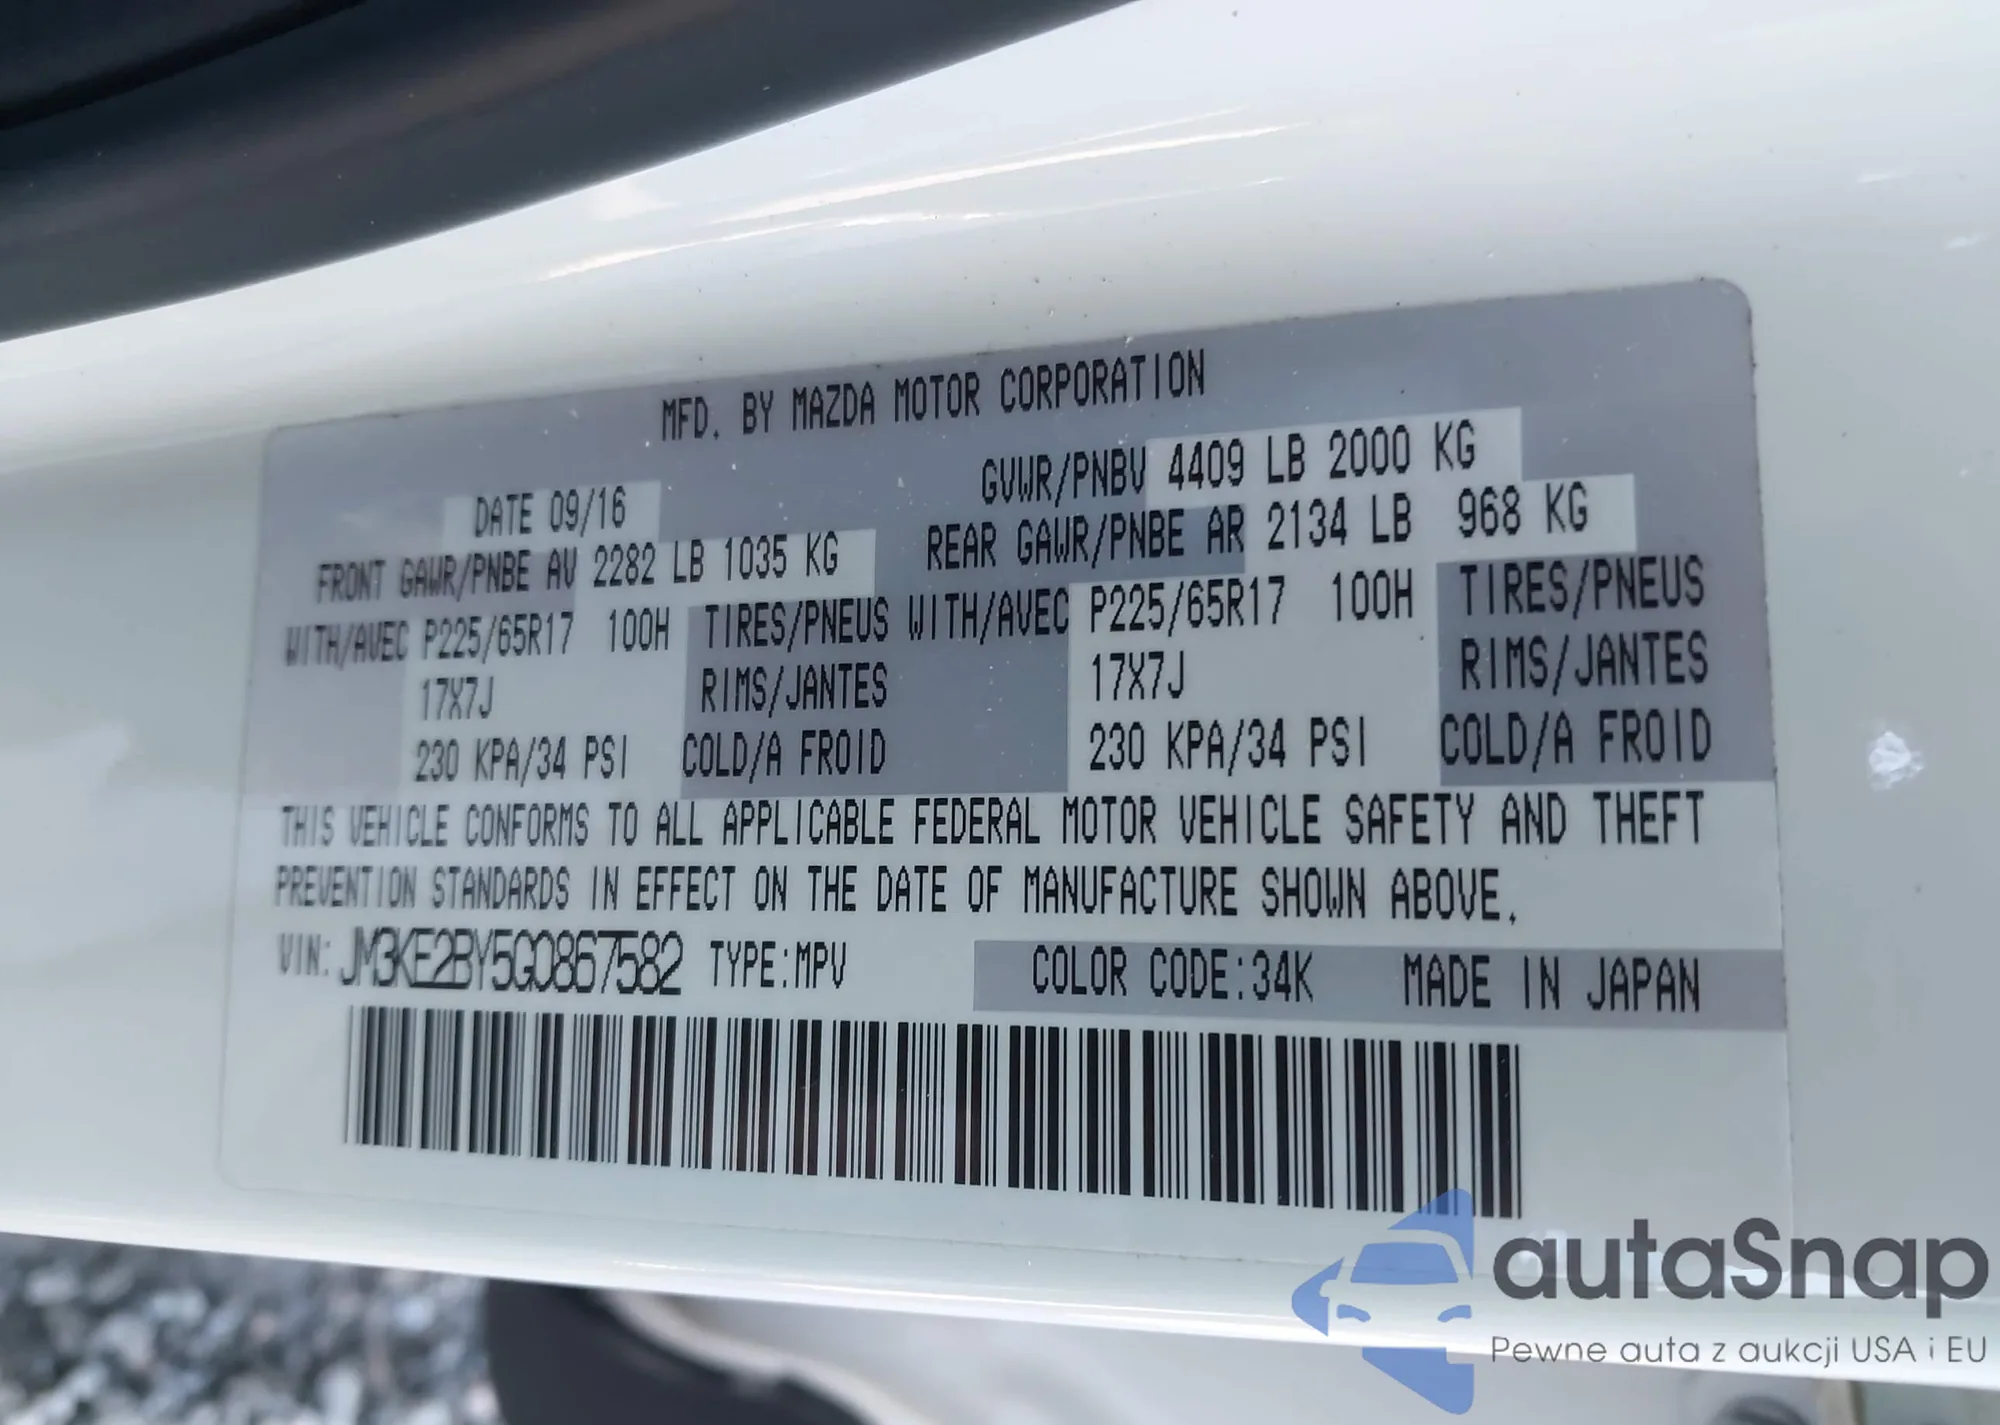 MFD. BY MAZDA MOTOR CORPORATION
DATE 09/16 GVWR/PNBV 4409 LB 2000 KG
FRONT GAWR/PNBE AV 2282 LB 1035 KG REAR GAWR/PNBE AR 2134 LB 968 KG
WITH/AVEC P225/65R17 100H TIRES/PNEUS WITH/AVEC P225/65R17 100H TIRES/PNEUS
17X7J RIMS/JANTES 17X7J RIMS/JANTES
230 KPA/34 PSI COLD/A FROID 230 KPA/34 PSI COLD/A FROID
THIS VEHICLE CONFORMS TO ALL APPLICABLE FEDERAL MOTOR VEHICLE SAFETY AND THEFT
PREVENTION STANDARDS IN EFFECT ON THE DATE OF MANUFACTURE SHOWN ABOVE.
VIN: JM3KE2BY5G0867582 TYPE:MPV COLOR CODE:34K MADE IN JAPAN
autaSnap
Pewne auta z aukcji USA i EU